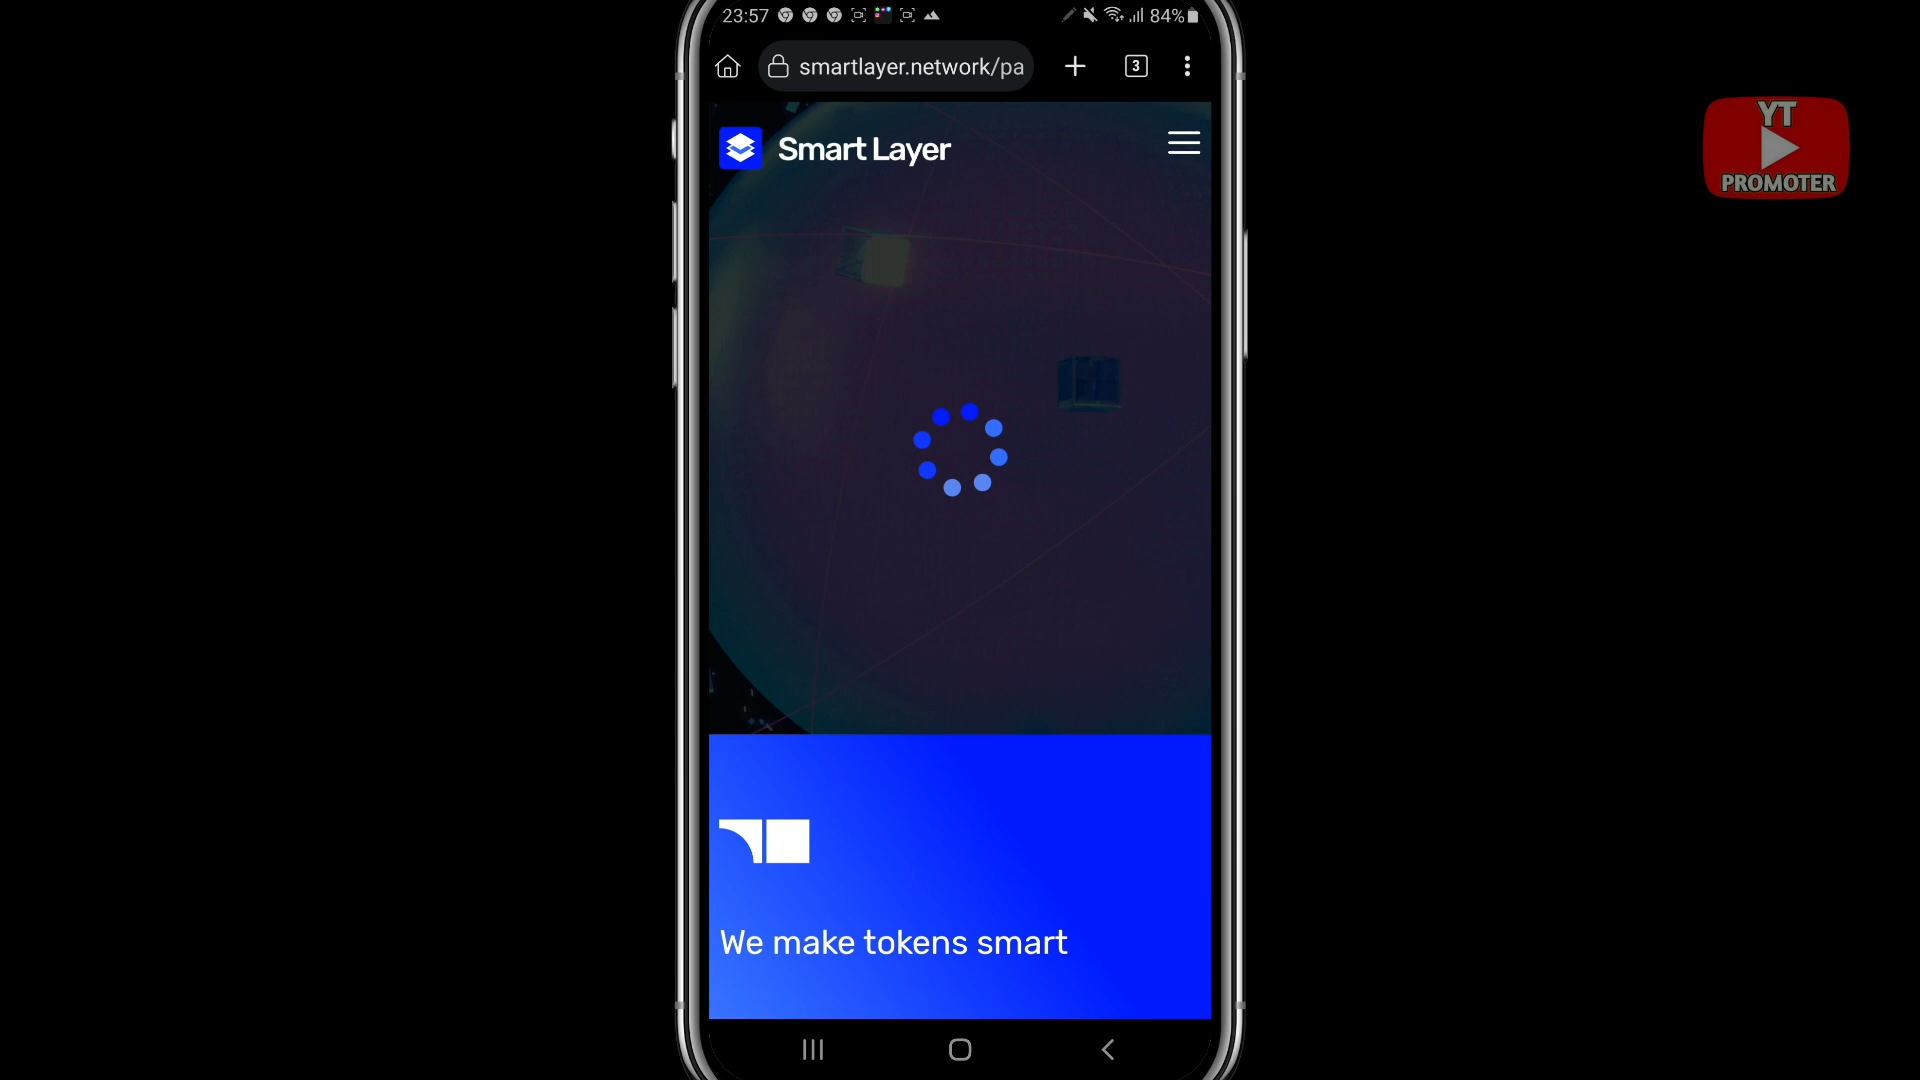 23:57
84%
smartlayer.network/pa
3
Smart Layer
We make tokens smart
YT
PROMOTER